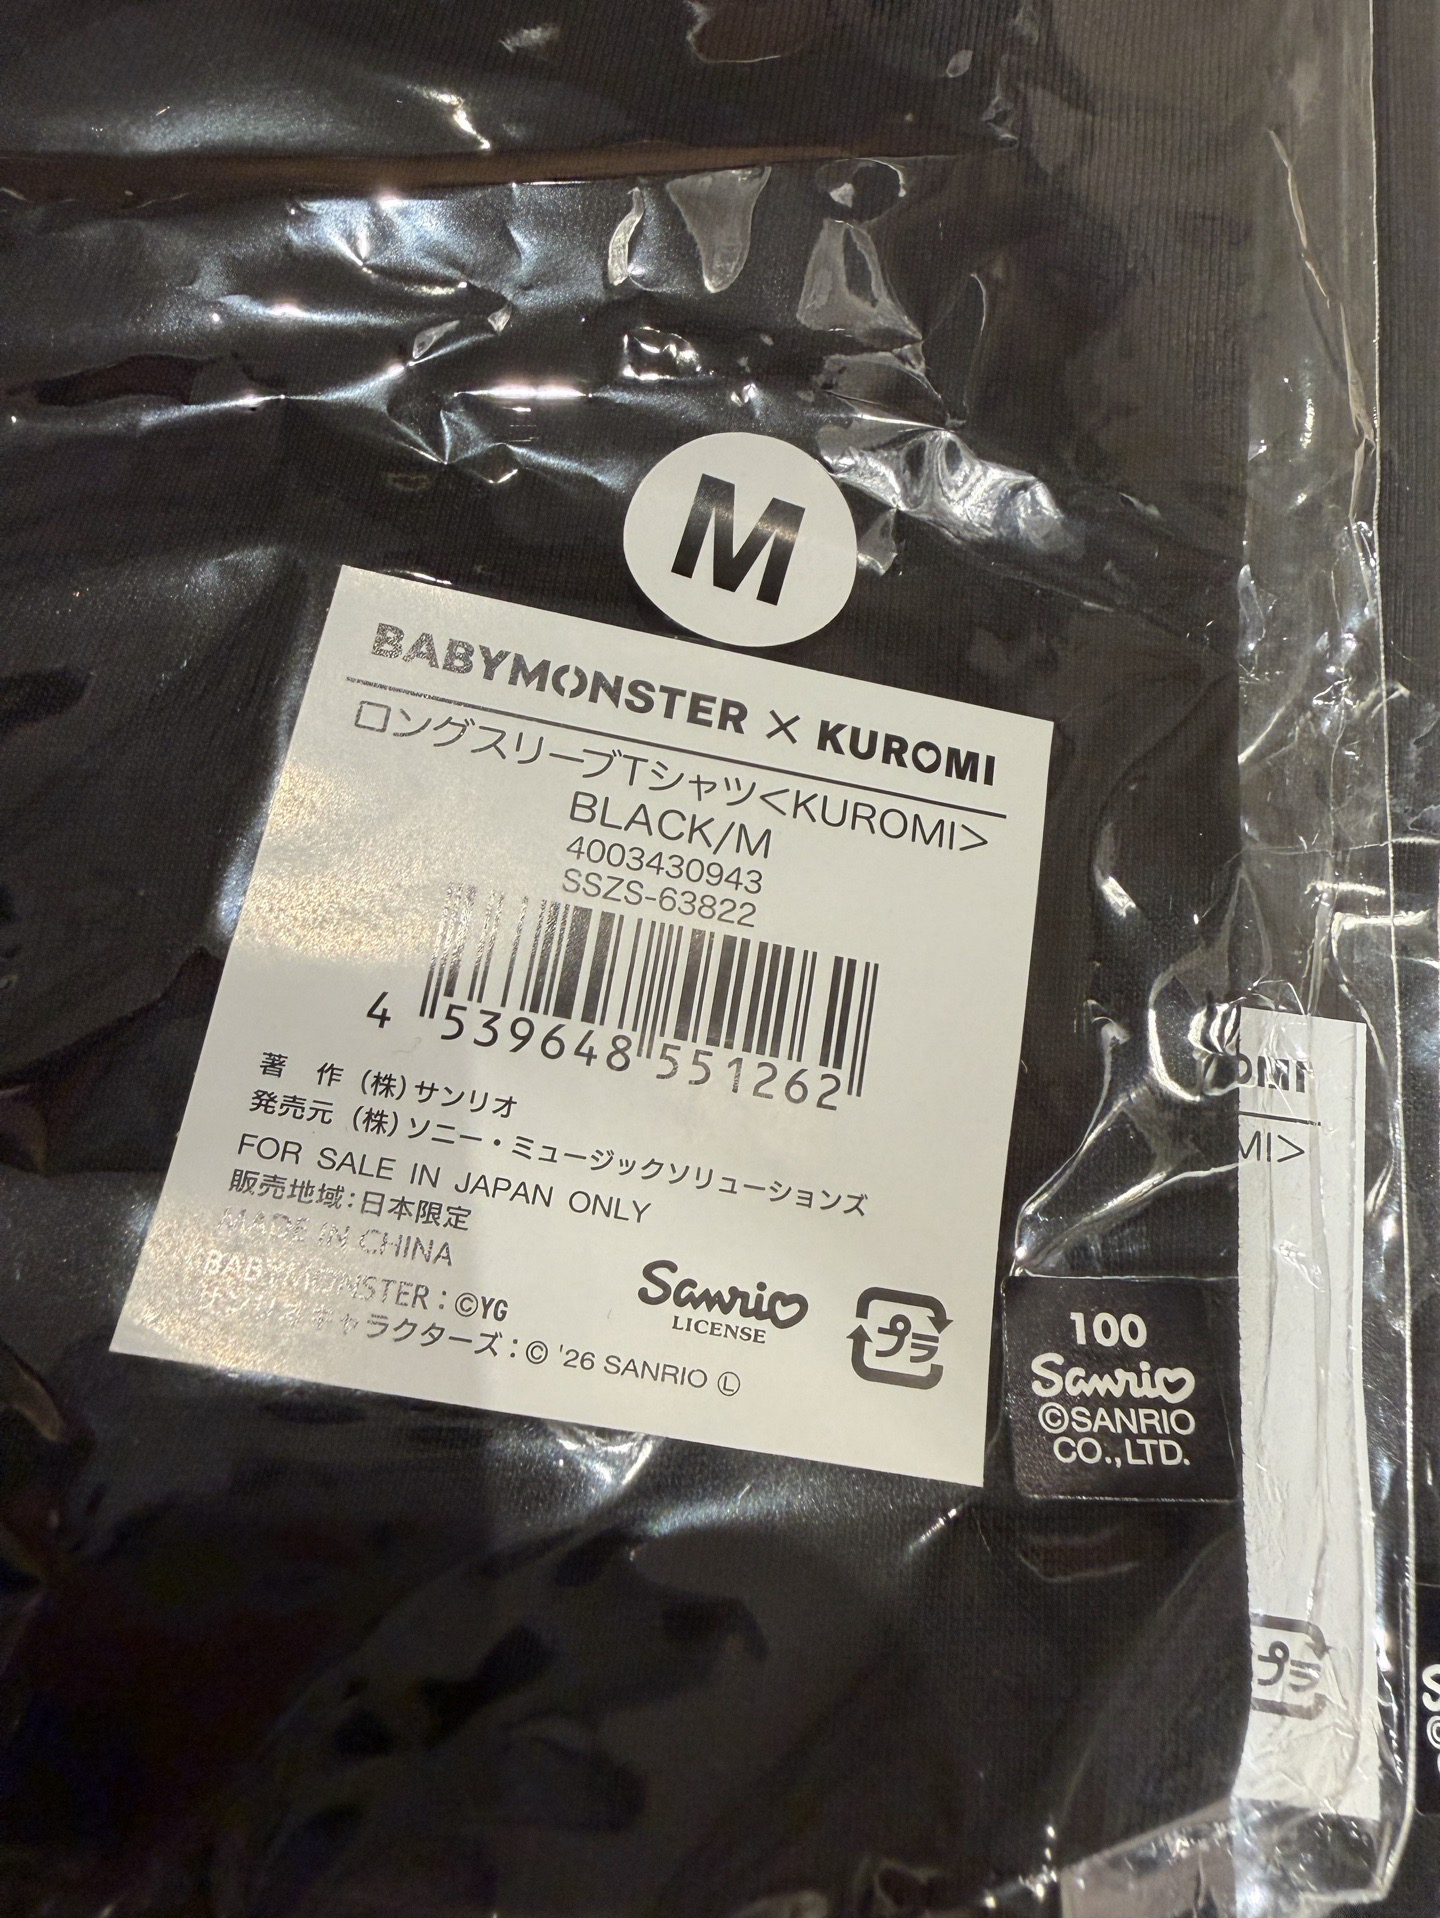 M
BABYMONSTER × KUROMI
ロングスリーブTシャツ<KUROMI>
BLACK/M
4003430943
SSZS-63822
4 539648 551262
著 作 (株)サンリオ
発売元 (株)ソニー・ミュージックソリューションズ
FOR SALE IN JAPAN ONLY
販売地域:日本限定
MADE IN CHINA
BABYMONSTER:©YG
サンリオキャラクターズ:© '26 SANRIO Ⓛ
Sanrio
LICENSE
プラ
100
Sanrio
©SANRIO
CO.,LTD.
OMI
MI>
プラ